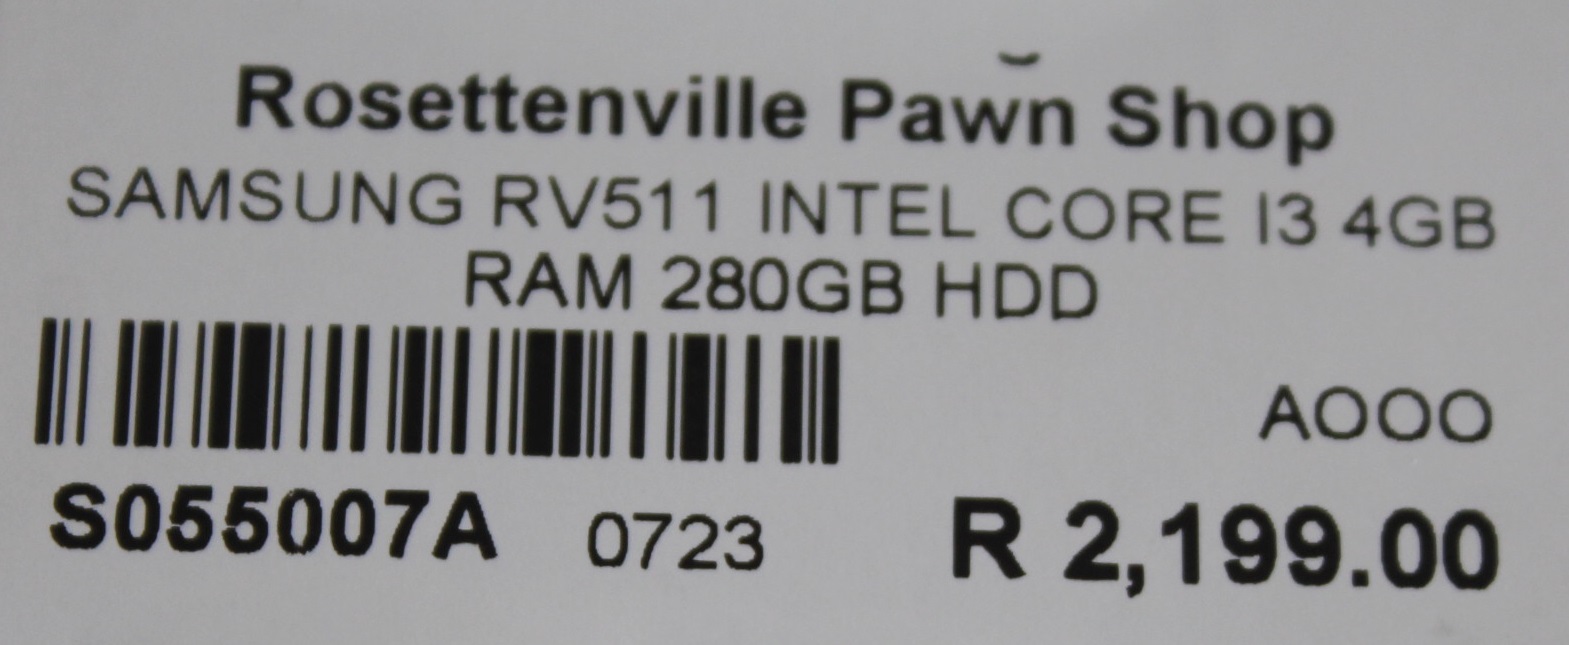 Rosettenville Pawn Shop
SAMSUNG RV511 INTEL CORE I3 4GB
RAM 280GB HDD
AOOO
S055007A 0723 R 2,199.00